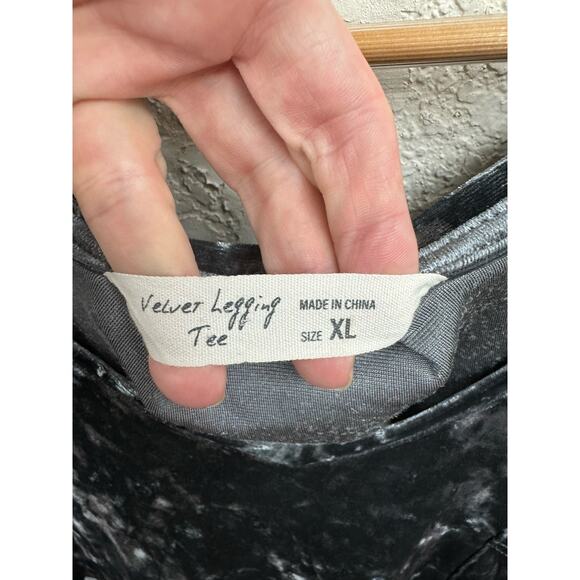 Velvet Legging
Tee
MADE IN CHINA
SIZE XL